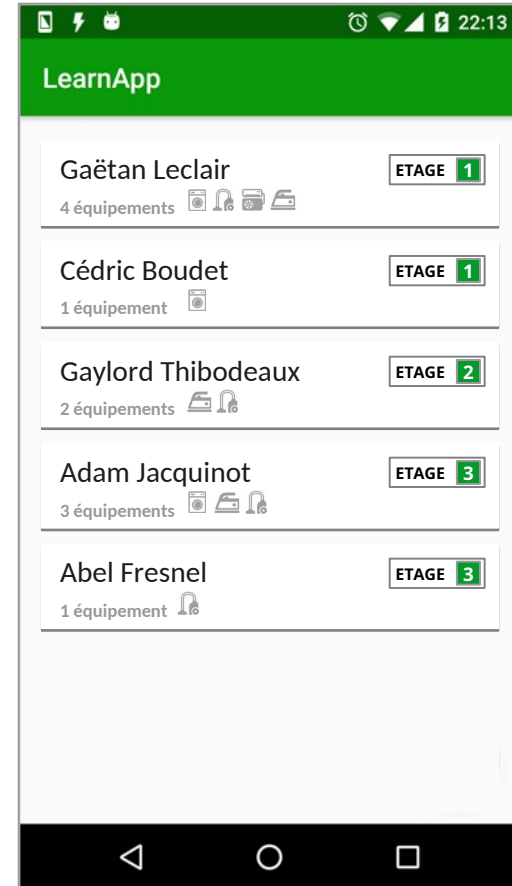 22:13
LearnApp
Gaëtan Leclair ETAGE 1
4 équipements
Cédric Boudet ETAGE 1
1 équipement
Gaylord Thibodeaux ETAGE 2
2 équipements
Adam Jacquinot ETAGE 3
3 équipements
Abel Fresnel ETAGE 3
1 équipement